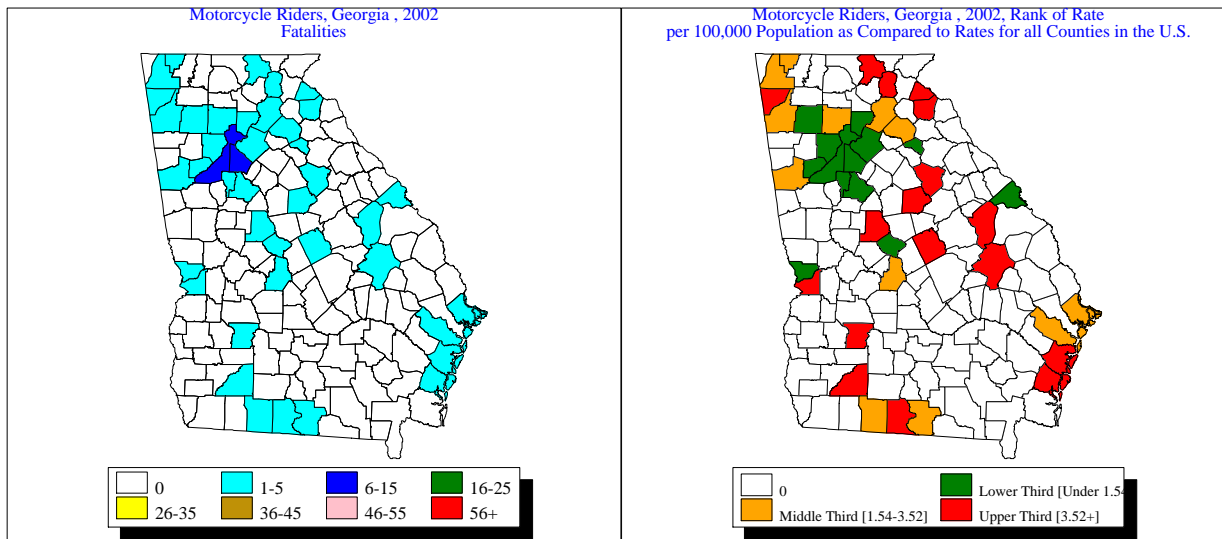 Motorcycle Riders, Georgia , 2002
Fatalities
0
1-5
6-15
16-25
26-35
36-45
46-55
56+
Motorcycle Riders, Georgia , 2002, Rank of Rate
per 100,000 Population as Compared to Rates for all Counties in the U.S.
0
Lower Third [Under 1.54
Middle Third [1.54-3.52]
Upper Third [3.52+]